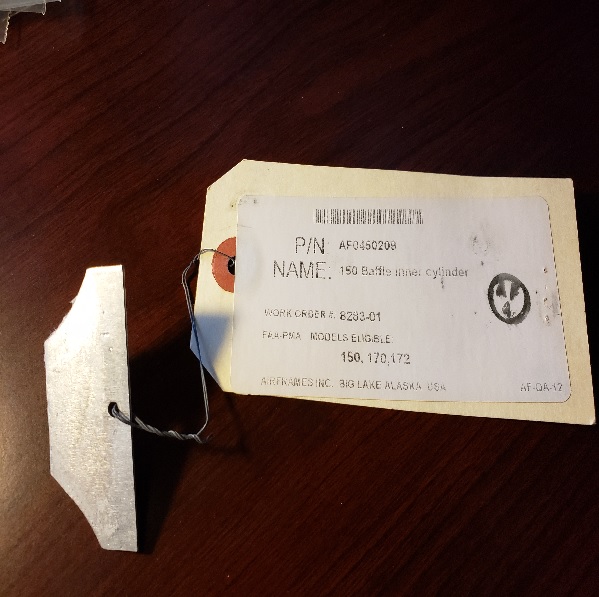 P/N: AF0450209
NAME: 150 Baffle inner cylinder
WORK ORDER #: 8283-01
FAA-PMA MODELS ELIGIBLE:
150, 170, 172
AIRFRAMES INC. BIG LAKE ALASKA, USA AF-QA-12